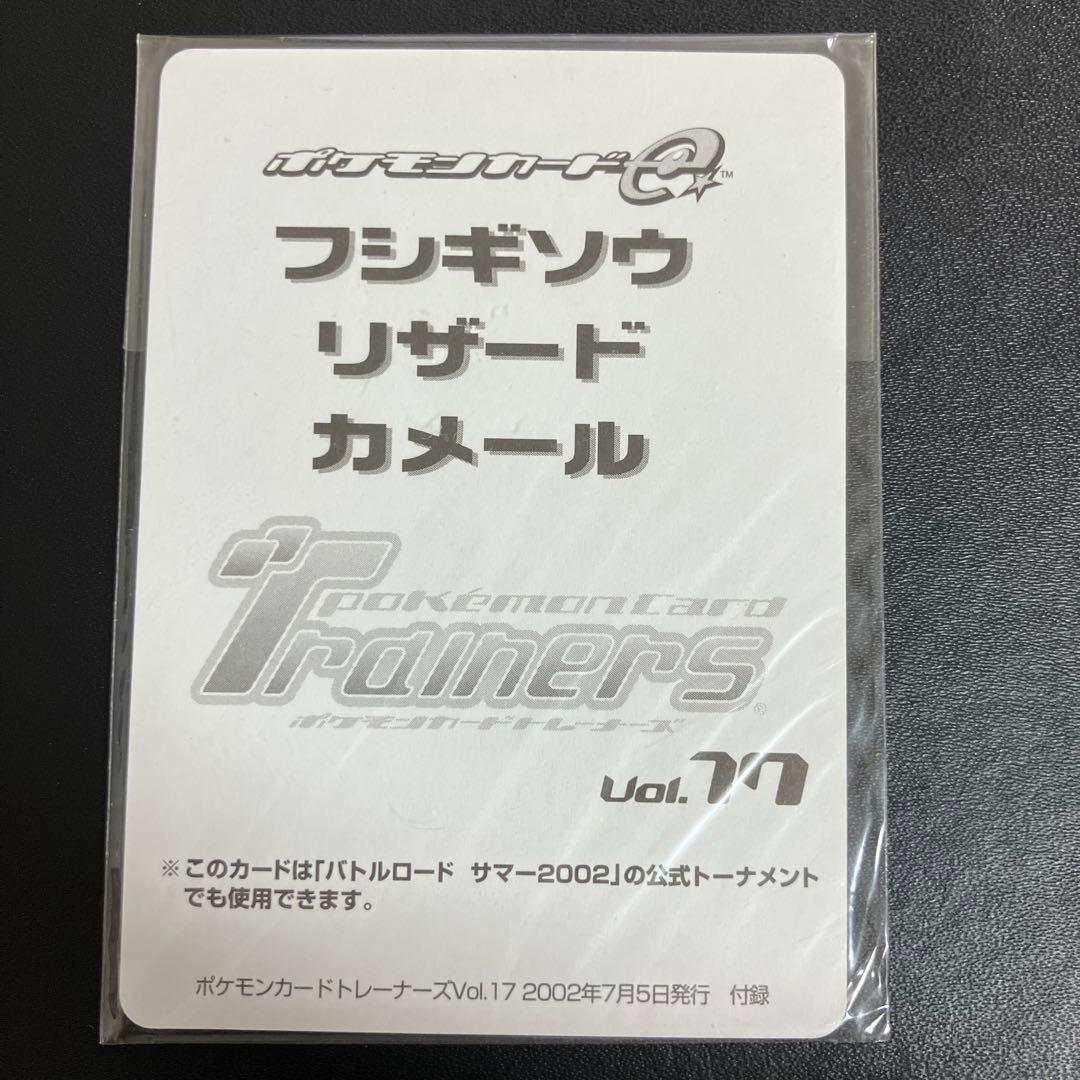 ポケモンカードe™
フシギソウ
リザード
カメール
Pokémon Card
Trainers®
ポケモンカードトレーナーズ
Vol.17
※このカードは「バトルロード サマー2002」の公式トーナメント
でも使用できます。
ポケモンカードトレーナーズVol.17 2002年7月5日発行 付録